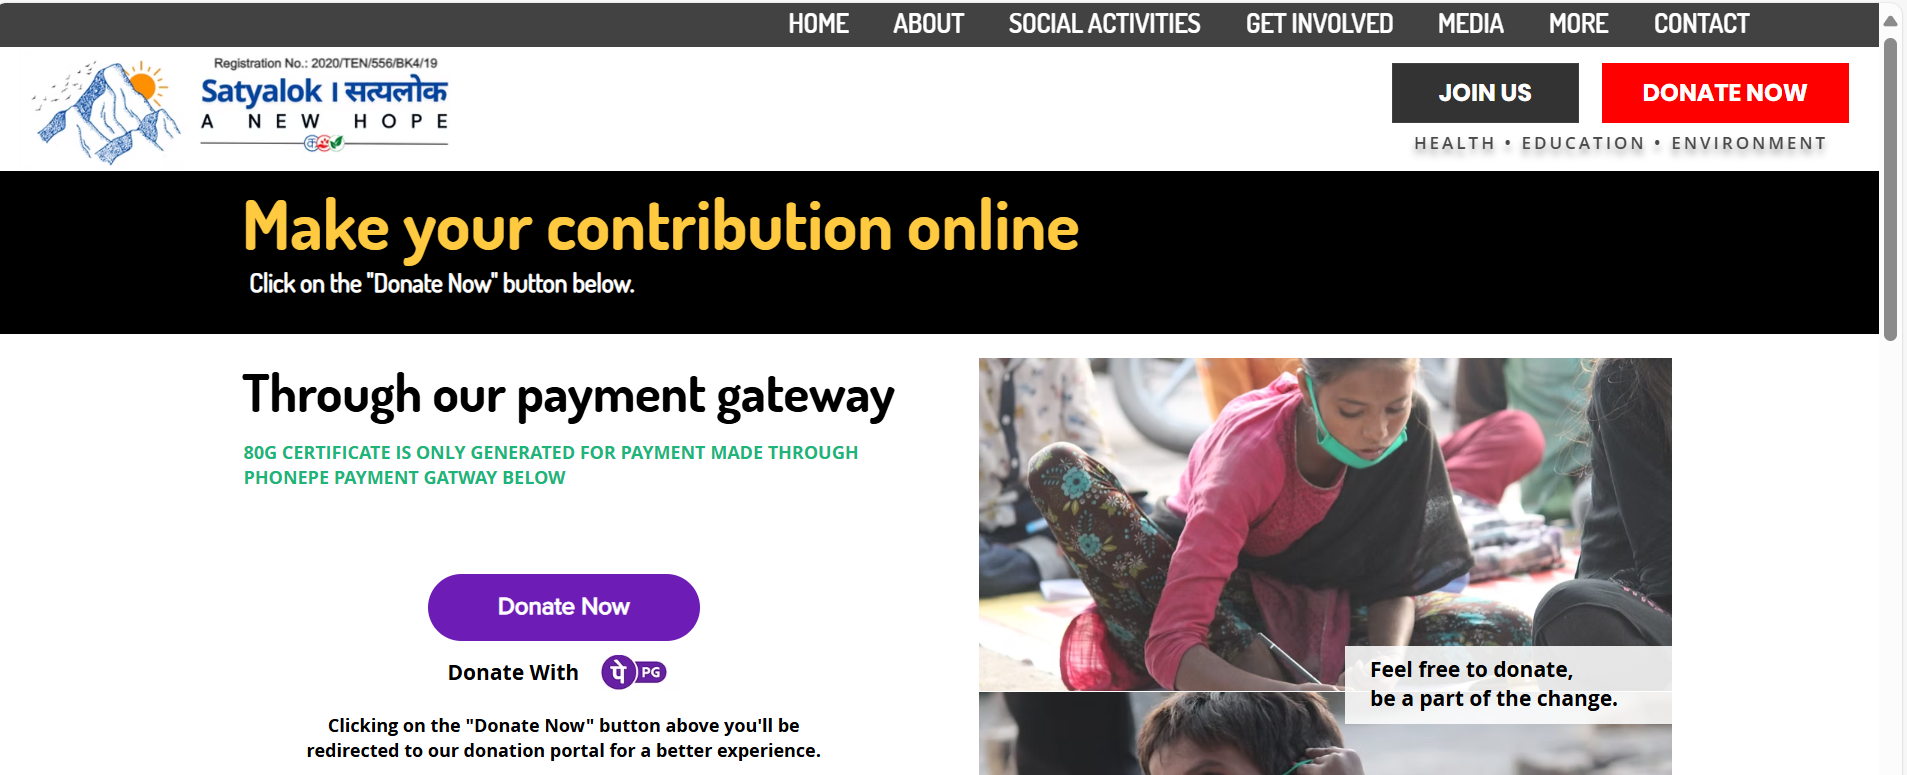 HOME ABOUT SOCIAL ACTIVITIES GET INVOLVED MEDIA MORE CONTACT
Registration No.: 2020/TEN/556/BK4/19
Satyalok । सत्यलोक
A NEW HOPE
JOIN US DONATE NOW
HEALTH • EDUCATION • ENVIRONMENT
Make your contribution online
Click on the "Donate Now" button below.
Through our payment gateway
80G CERTIFICATE IS ONLY GENERATED FOR PAYMENT MADE THROUGH
PHONEPE PAYMENT GATWAY BELOW
Donate Now
Donate With पे PG
Clicking on the "Donate Now" button above you'll be
redirected to our donation portal for a better experience.
Feel free to donate,
be a part of the change.